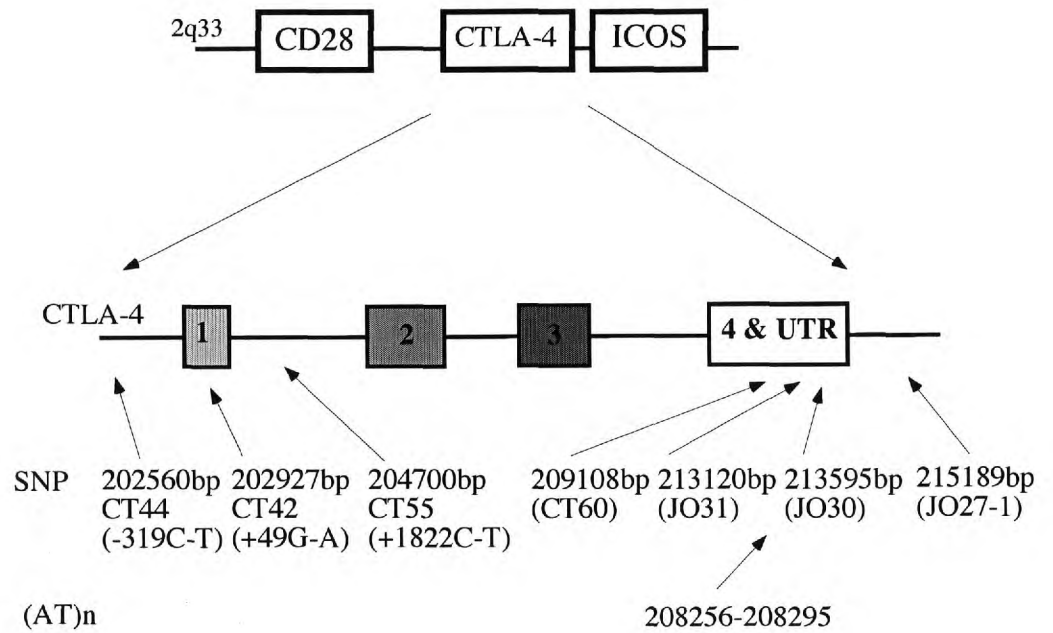 2q33
CD28
CTLA-4
ICOS
CTLA-4
1
2
3
4 & UTR
SNP
202560bp
CT44
(-319C-T)
202927bp
CT42
(+49G-A)
204700bp
CT55
(+1822C-T)
209108bp
(CT60)
213120bp
(JO31)
213595bp
(JO30)
215189bp
(JO27-1)
(AT)n
208256-208295